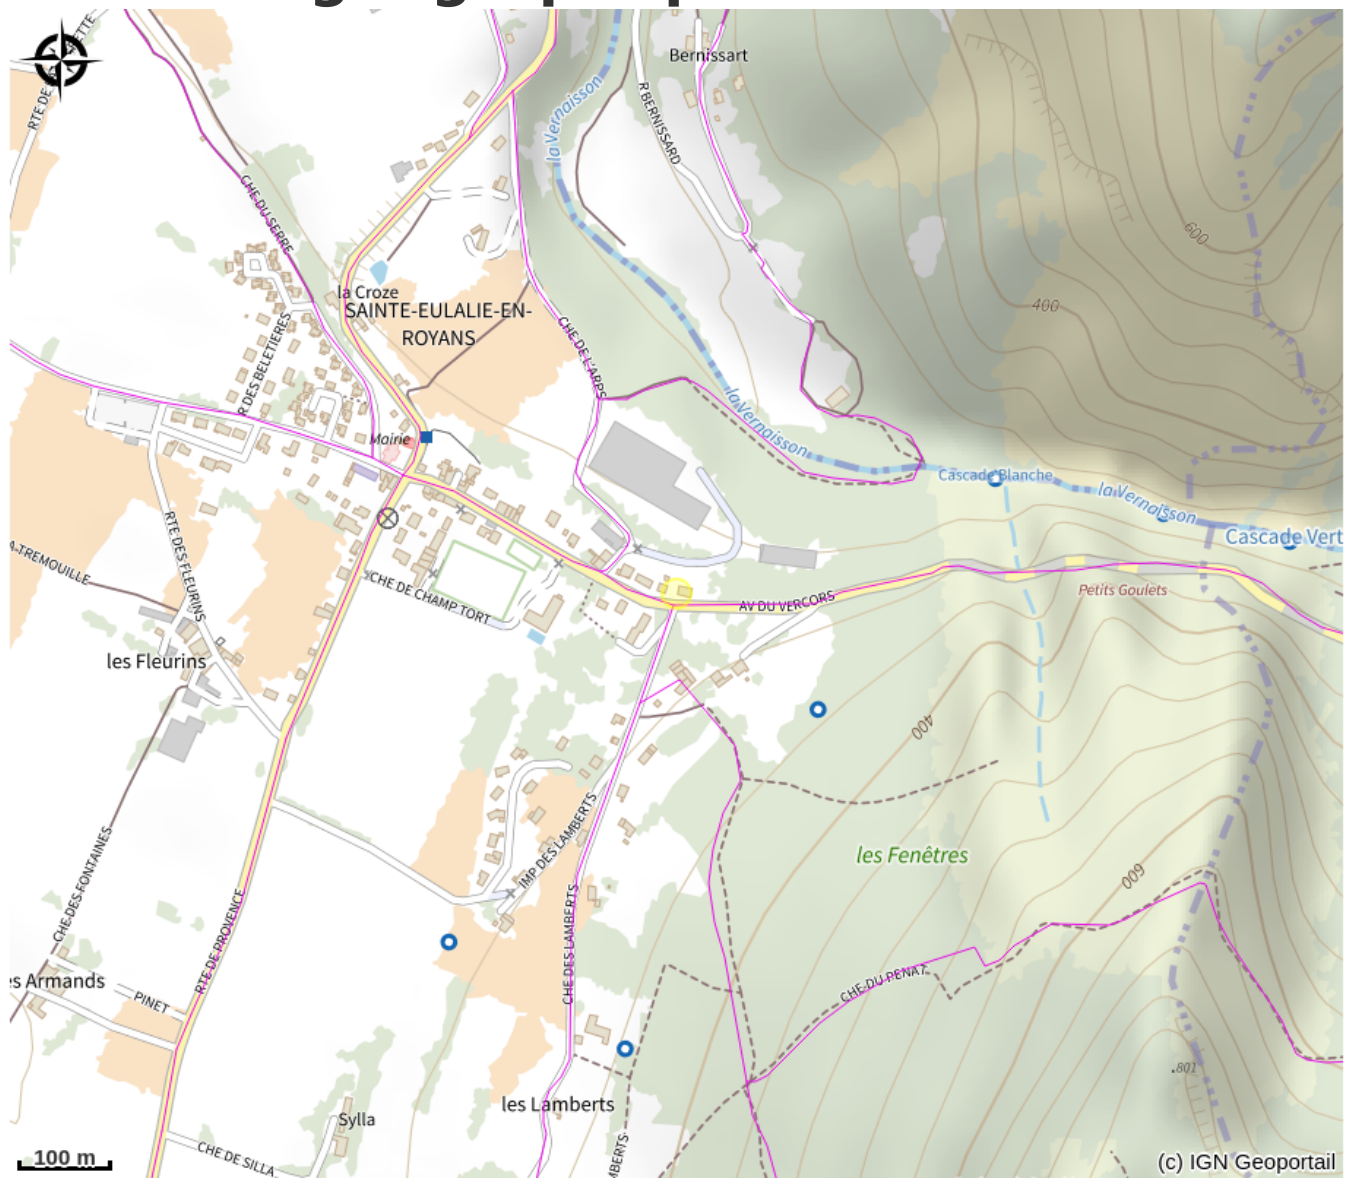 Bernissart
la Vernaisson
R BERNISSARD
RTE DE
CHE DU SERRE
600
400
la Croze
SAINTE-EULALIE-EN-
ROYANS
CHE DE L'ARPS
R DES BELETIERES
la Vernaisson
Mairie
Cascade Blanche
la Vernaisson
Cascade Vert
RTE DES FLEURINS
A TREMOUILLE
CHE DE CHAMP TORT
AV DU VERCORS
Petits Goulets
les Fleurins
400
IMP DES LAMBERTS
les Fenêtres
600
CHE DES FONTAINES
RTE DE PROVENCE
CHE DES LAMBERTS
es Armands
PINET
CHE DU PENAT
801
les Lamberts
Sylla
CHE DE SILLA
MBERTS
100 m
(c) IGN Geoportail